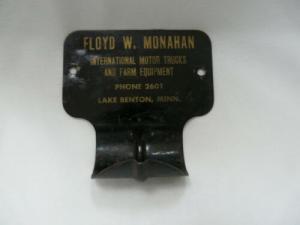 FLOYD W. MONAHAN
INTERNATIONAL MOTOR TRUCKS
AND FARM EQUIPMENT
PHONE 2601
LAKE BENTON, MINN.